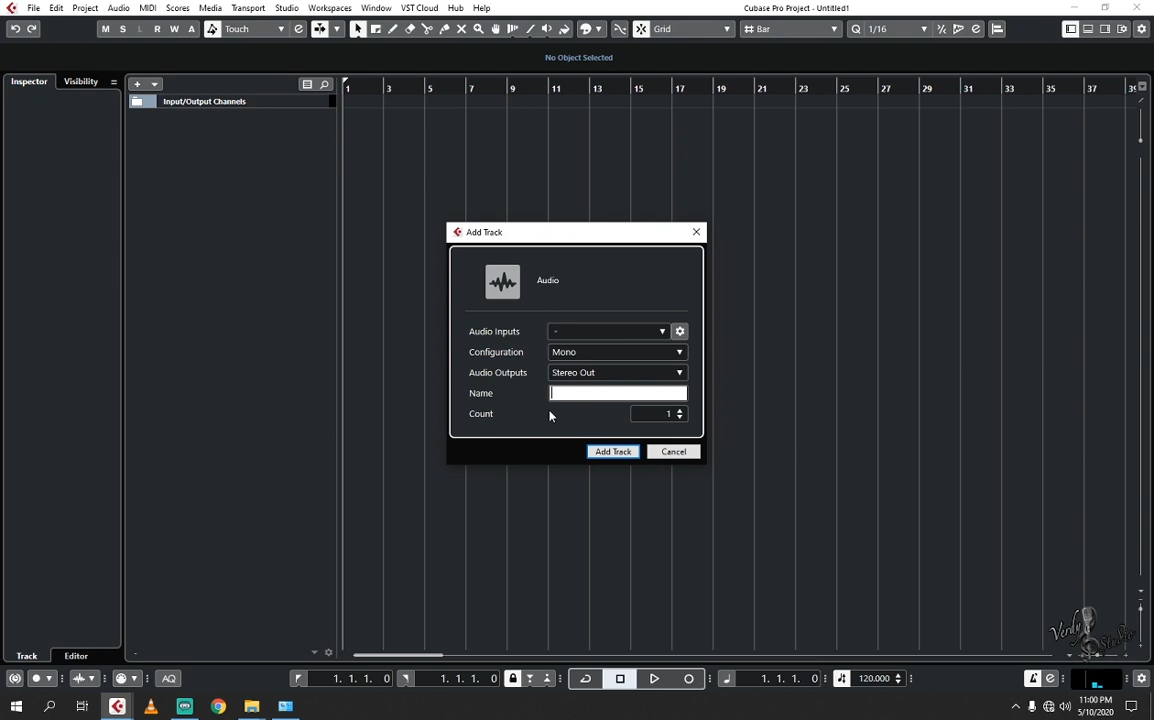 File Edit Project Audio MIDI Scores Media Transport Studio Workspaces Window VST Cloud Hub Help
Cubase Pro Project - Untitled1
M S L R W A Touch Grid Bar Q 1/16
No Object Selected
Inspector Visibility
Input/Output Channels
1 3 5 7 9 11 13 15 17 19 21 23 25 27 29 31 33 35 37 39
Add Track
Audio
Audio Inputs -
Configuration Mono
Audio Outputs Stereo Out
Name
Count 1
Add Track Cancel
Verdy Studio
Track Editor
AQ 1. 1. 1. 0 1. 1. 1. 0 1. 1. 1. 0 120.000
11:00 PM
5/10/2020